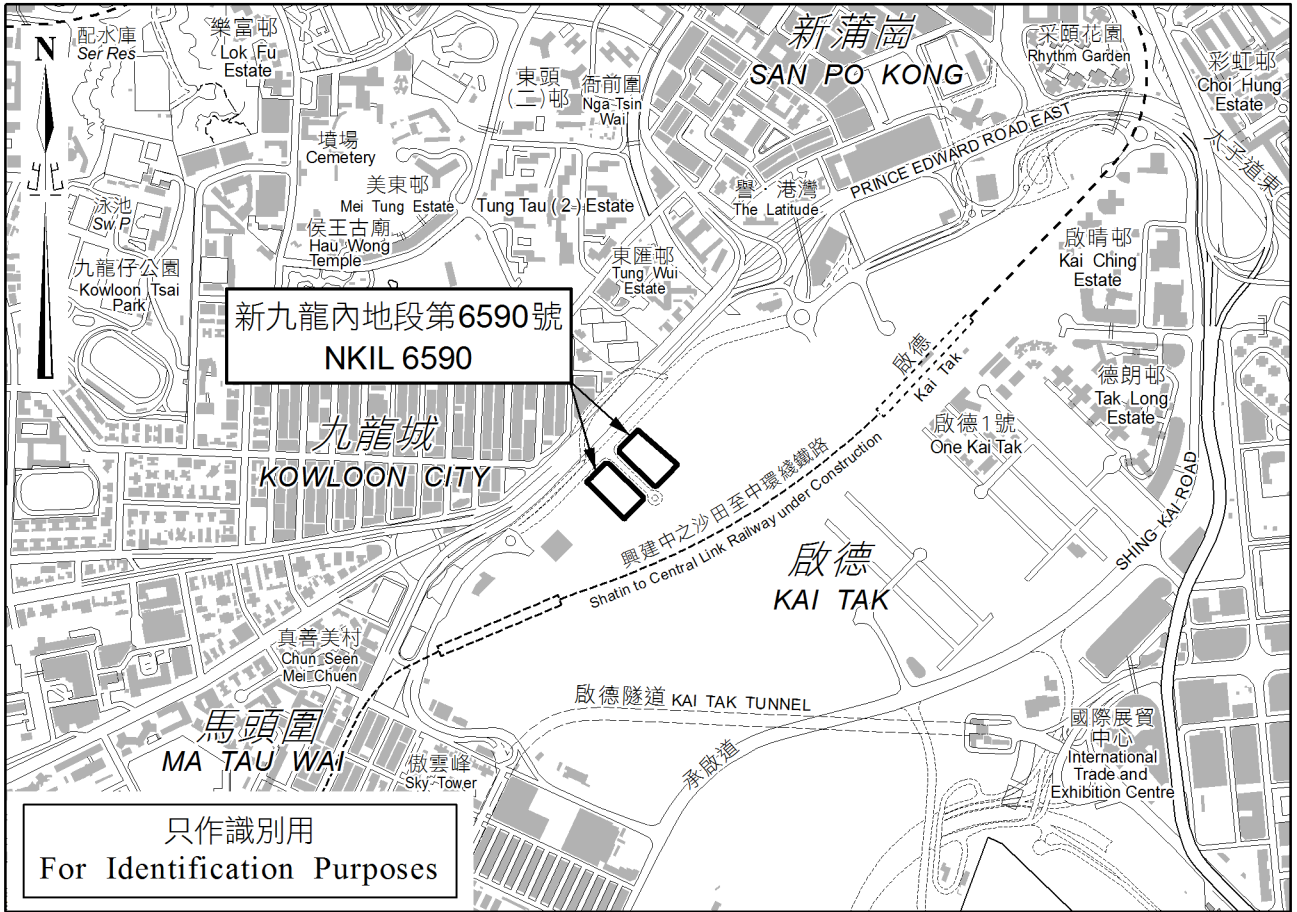 N
配水庫
Ser Res
樂富邨
Lok Fu
Estate
新蒲崗
SAN PO KONG
采頤花園
Rhythm Garden
彩虹邨
Choi Hung
Estate
東頭
(二)邨
衙前圍
Nga Tsin
Wai
墳場
Cemetery
美東邨
Mei Tung Estate
Tung Tau ( 2 ) Estate
PRINCE EDWARD ROAD EAST
太子道東
譽‧港灣
The Latitude
泳池
Sw P
侯王古廟
Hau Wong
Temple
東匯邨
Tung Wui
Estate
啟晴邨
Kai Ching
Estate
九龍仔公園
Kowloon Tsai
Park
新九龍內地段第6590號
NKIL 6590
啟德
Kai Tak
德朗邨
Tak Long
Estate
九龍城
KOWLOON CITY
啟德1號
One Kai Tak
興建中之沙田至中環綫鐵路
Shatin to Central Link Railway under Construction
SHING KAI ROAD
啟德
KAI TAK
真善美村
Chun Seen
Mei Chuen
啟德隧道 KAI TAK TUNNEL
馬頭圍
MA TAU WAI
傲雲峰
Sky Tower
承啟道
國際展貿
中心
International
Trade and
Exhibition Centre
只作識別用
For Identification Purposes